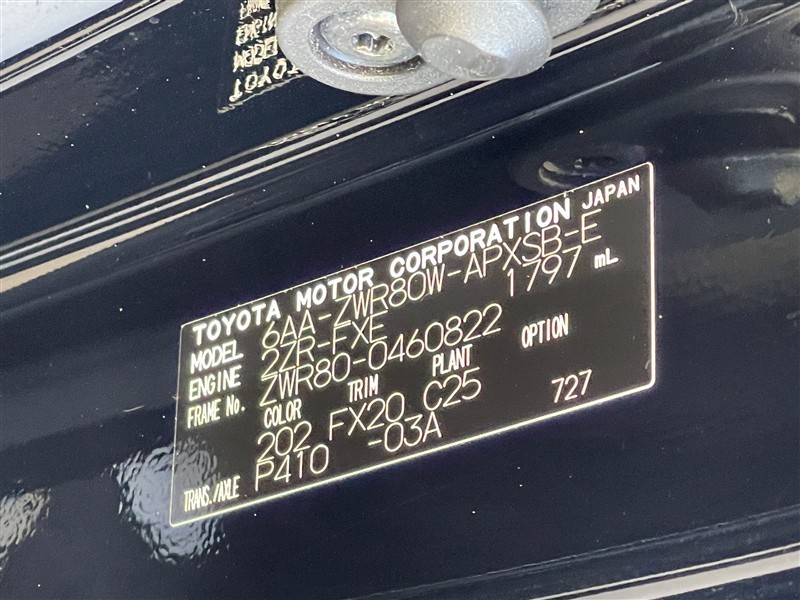 TOYOTA MOTOR CORPORATION JAPAN
MODEL 6AA-ZWR80W-APXSB-E
ENGINE 2ZR-FXE 1797 mL
FRAME No. ZWR80-0460822
COLOR TRIM PLANT OPTION
202 FX20 C25 727
TRANS./AXLE P410 -03A